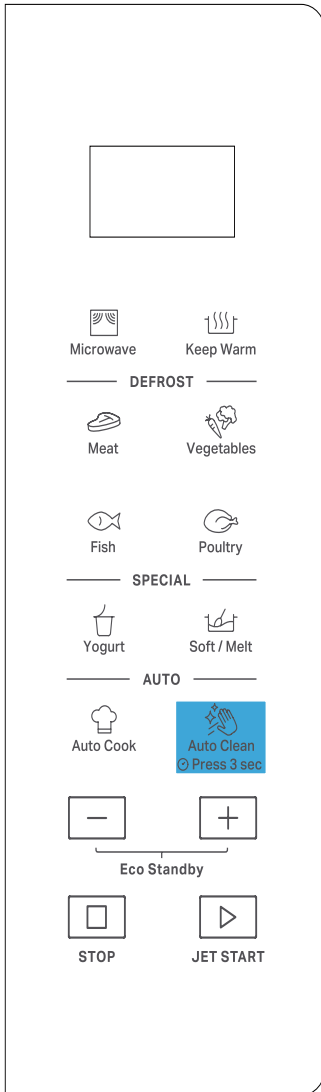 Microwave Keep Warm
DEFROST
Meat Vegetables
Fish Poultry
SPECIAL
Yogurt Soft / Melt
AUTO
Auto Cook Auto Clean
Press 3 sec
Eco Standby
STOP JET START